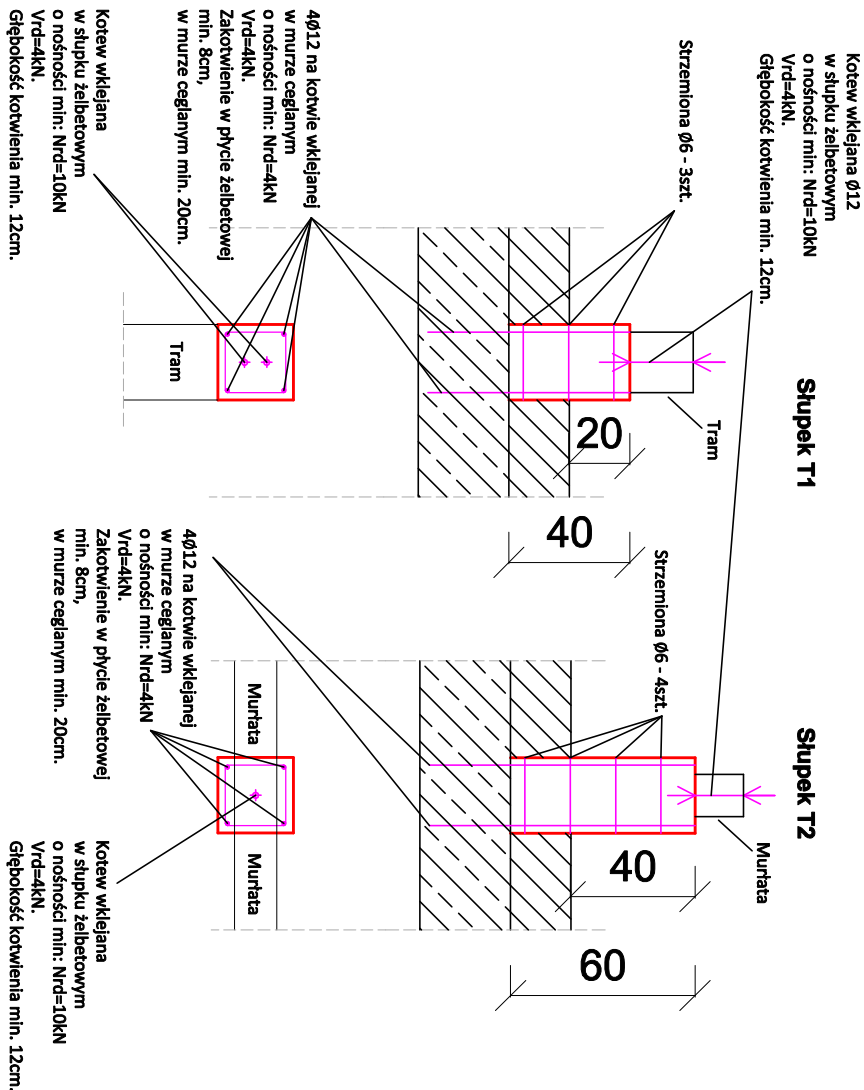 Słupek T1
Kotew wklejana Ø12
w słupku żelbetowym
o nośności min: Nrd=10kN
Vrd=4kN.
Głębokość kotwienia min. 12cm.
Strzemiona Ø6 - 3szt.
Tram
20
40
4Ø12 na kotwie wklejanej
w murze ceglanym
o nośności min: Nrd=4kN
Vrd=4kN.
Zakotwienie w płycie żelbetowej
min. 8cm,
w murze ceglanym min. 20cm.
Tram
Kotew wklejana
w słupku żelbetowym
o nośności min: Nrd=10kN
Vrd=4kN.
Głębokość kotwienia min. 12cm.
Słupek T2
Strzemiona Ø6 - 4szt.
Murłata
40
60
4Ø12 na kotwie wklejanej
w murze ceglanym
o nośności min: Nrd=4kN
Vrd=4kN.
Zakotwienie w płycie żelbetowej
min. 8cm,
w murze ceglanym min. 20cm.
Murłata
Murłata
Kotew wklejana
w słupku żelbetowym
o nośności min: Nrd=10kN
Vrd=4kN.
Głębokość kotwienia min. 12cm.